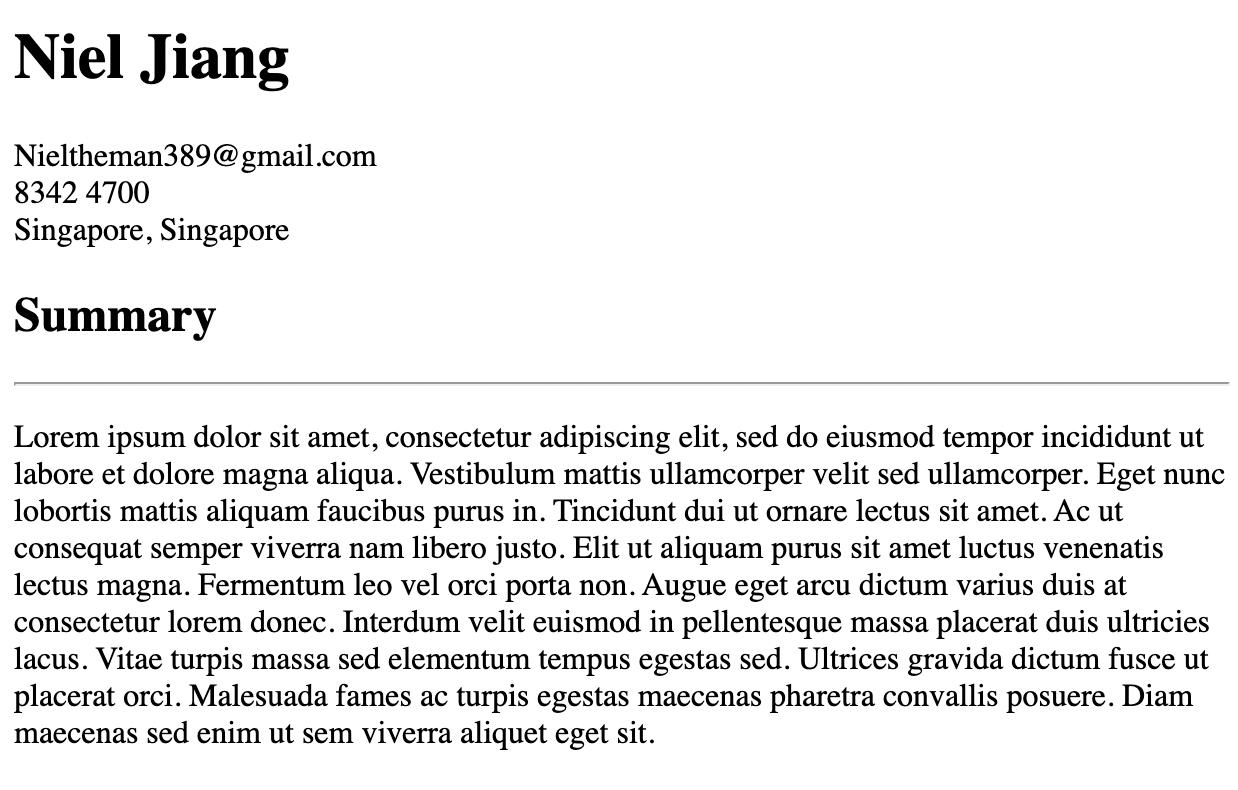 Niel Jiang
Nieltheman389@gmail.com
8342 4700
Singapore, Singapore
Summary
Lorem ipsum dolor sit amet, consectetur adipiscing elit, sed do eiusmod tempor incididunt ut
labore et dolore magna aliqua. Vestibulum mattis ullamcorper velit sed ullamcorper. Eget nunc
lobortis mattis aliquam faucibus purus in. Tincidunt dui ut ornare lectus sit amet. Ac ut
consequat semper viverra nam libero justo. Elit ut aliquam purus sit amet luctus venenatis
lectus magna. Fermentum leo vel orci porta non. Augue eget arcu dictum varius duis at
consectetur lorem donec. Interdum velit euismod in pellentesque massa placerat duis ultricies
lacus. Vitae turpis massa sed elementum tempus egestas sed. Ultrices gravida dictum fusce ut
placerat orci. Malesuada fames ac turpis egestas maecenas pharetra convallis posuere. Diam
maecenas sed enim ut sem viverra aliquet eget sit.